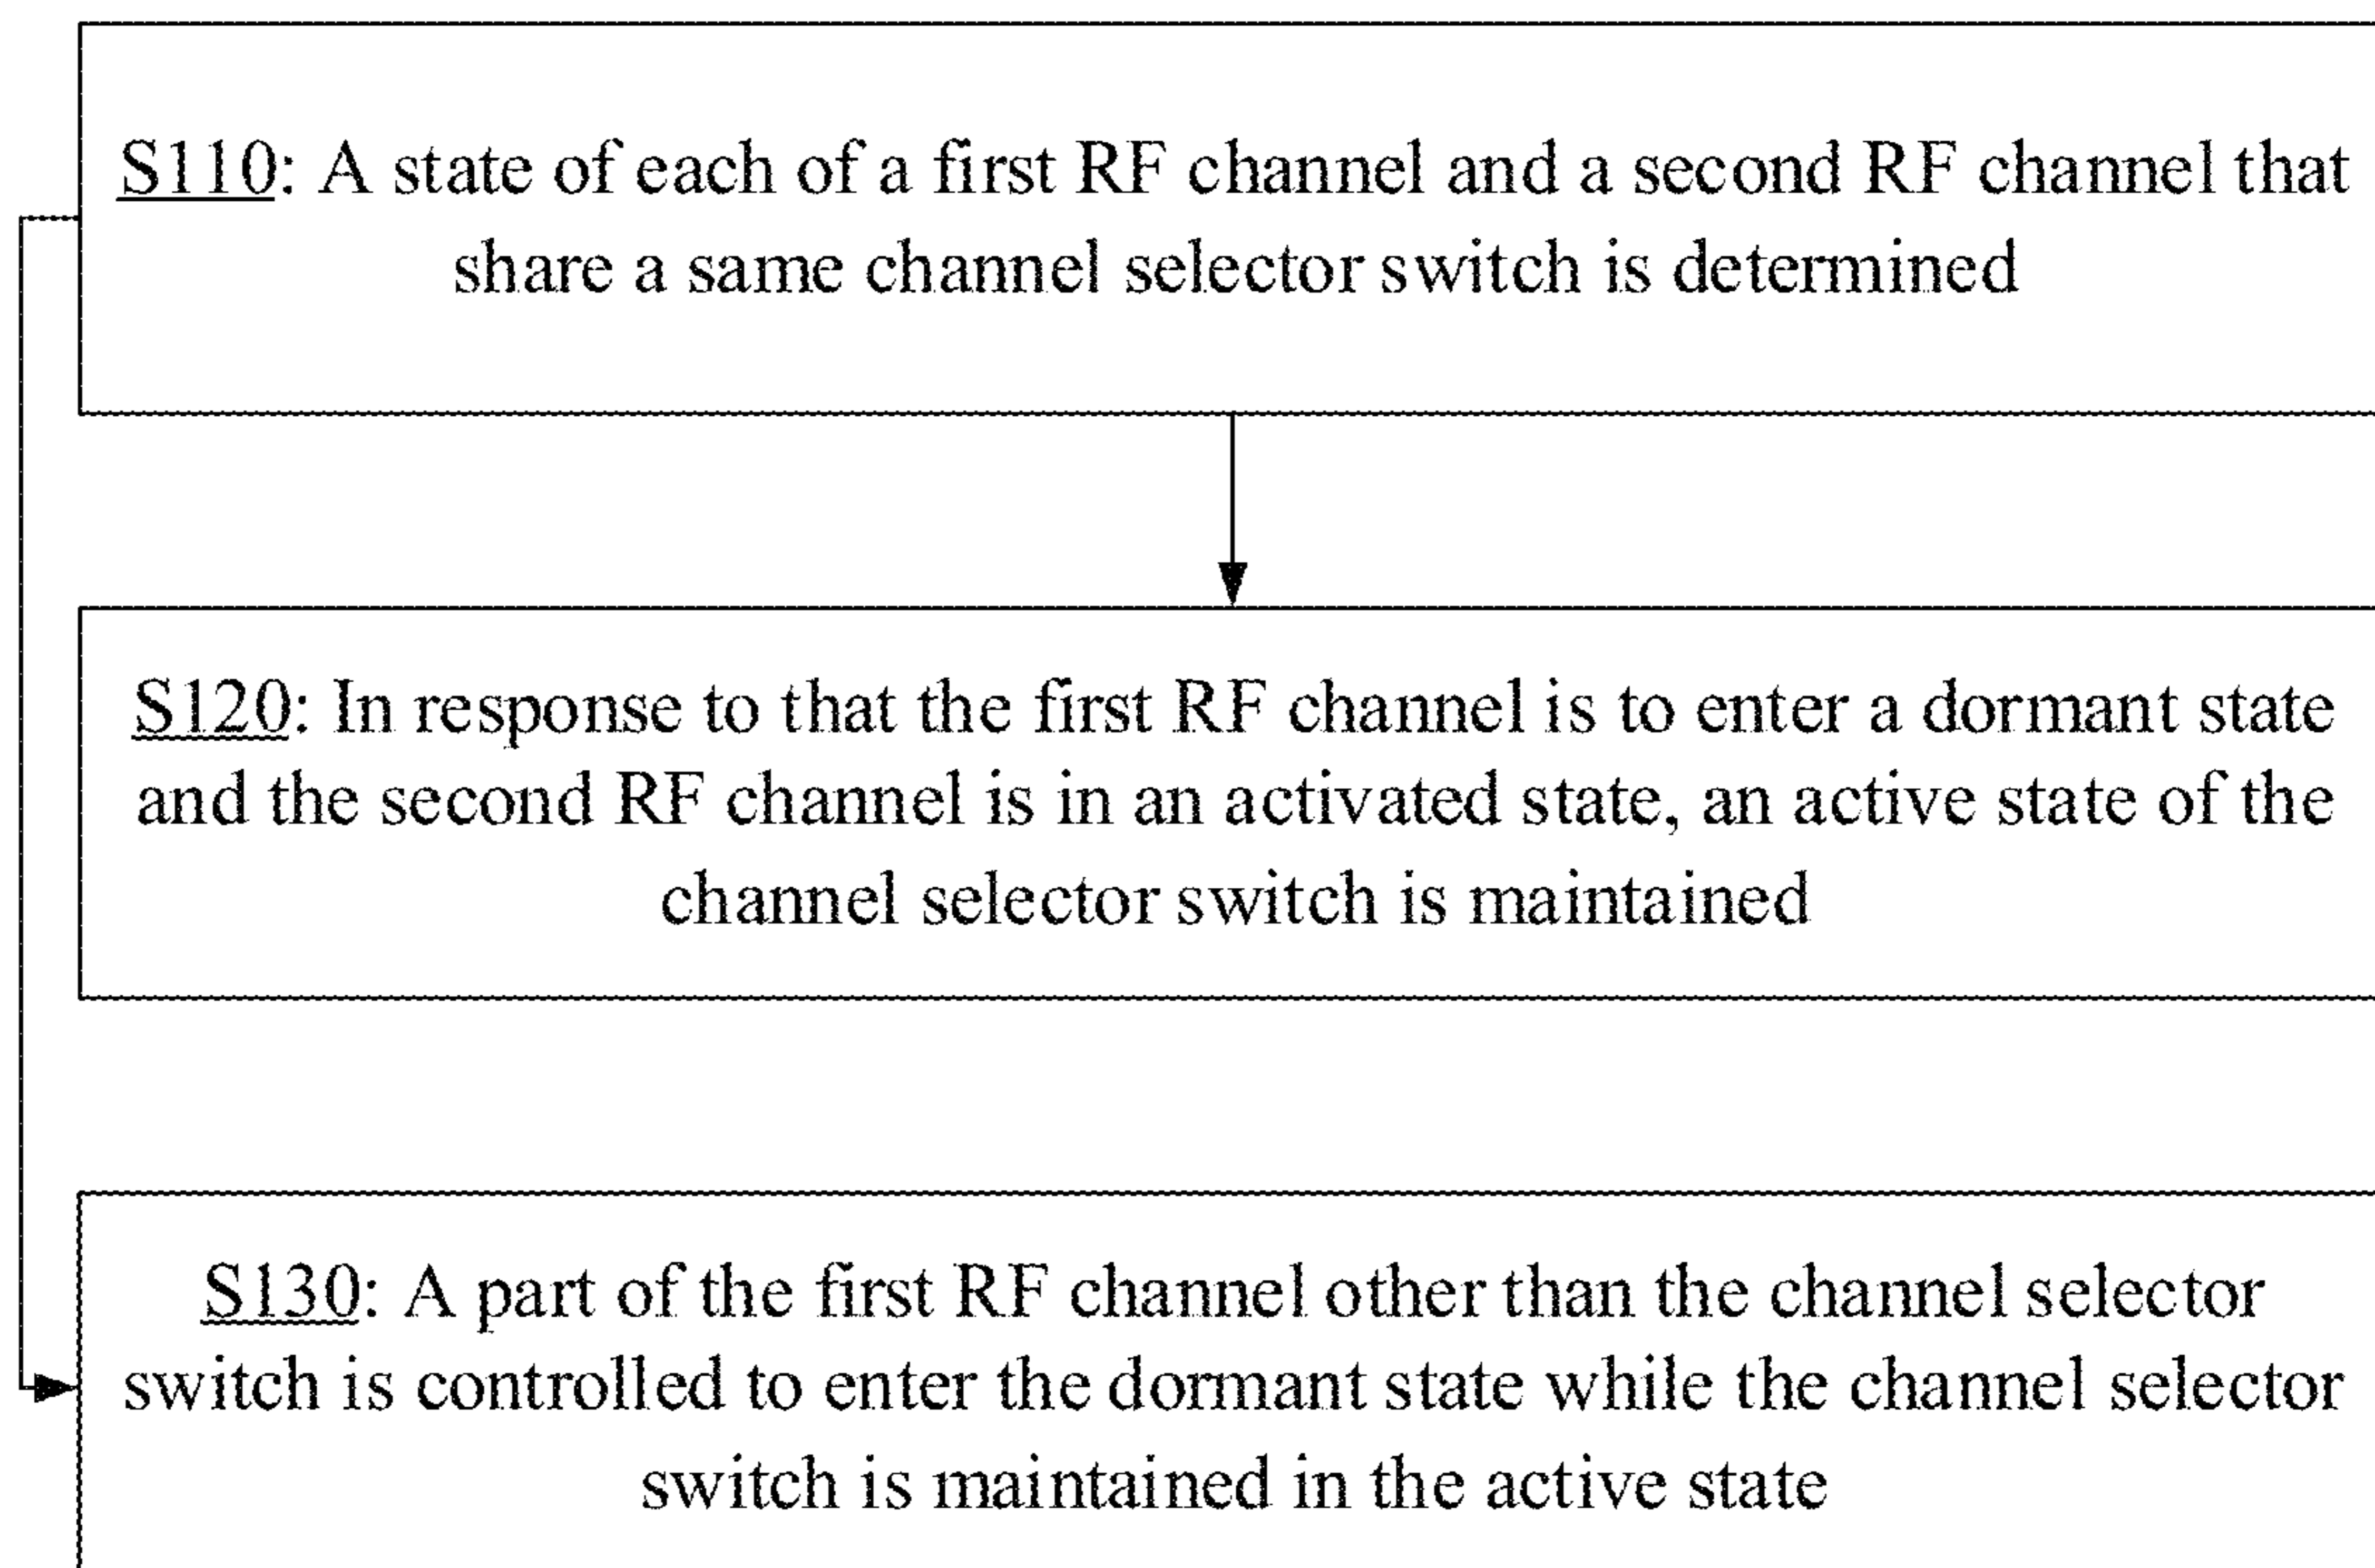 S110: A state of each of a first RF channel and a second RF channel that
share a same channel selector switch is determined
S120: In response to that the first RF channel is to enter a dormant state
and the second RF channel is in an activated state, an active state of the
channel selector switch is maintained
S130: A part of the first RF channel other than the channel selector
switch is controlled to enter the dormant state while the channel selector
switch is maintained in the active state